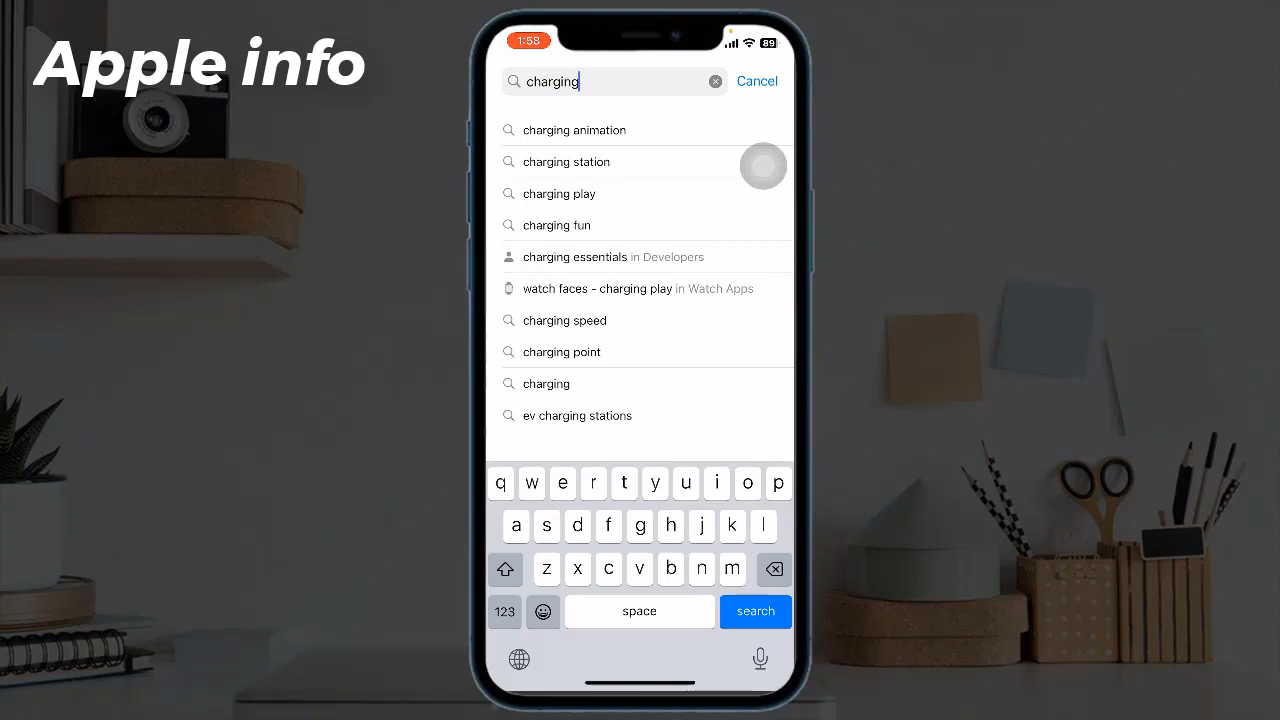 Apple info
1:58
89
charging
Cancel
charging animation
charging station
charging play
charging fun
charging essentials in Developers
watch faces - charging play in Watch Apps
charging speed
charging point
charging
ev charging stations
q w e r t y u i o p
a s d f g h j k l
z x c v b n m
123 space search